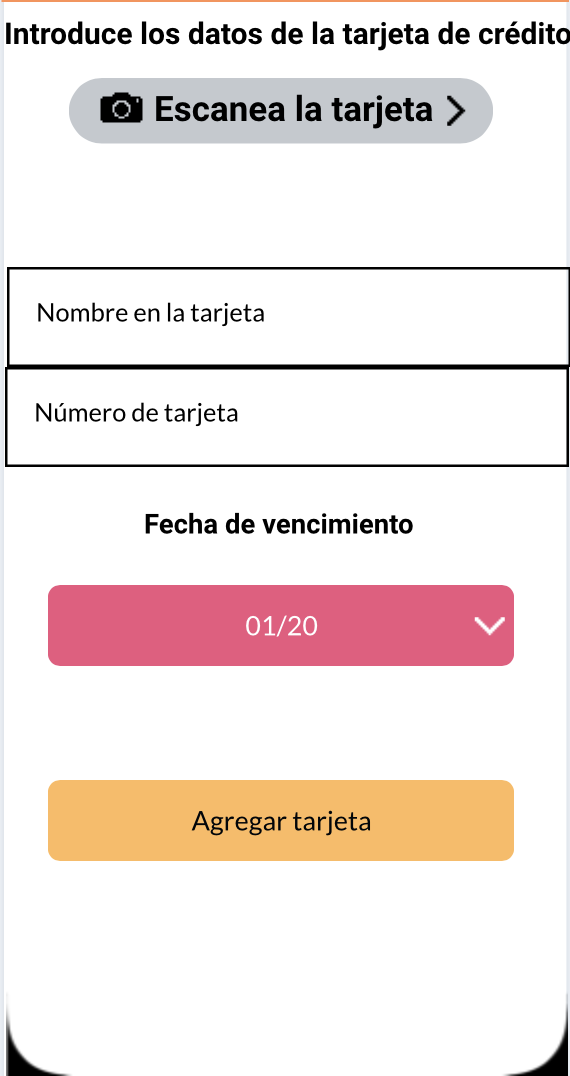 Introduce los datos de la tarjeta de crédito
Escanea la tarjeta
Nombre en la tarjeta
Número de tarjeta
Fecha de vencimiento
01/20
Agregar tarjeta